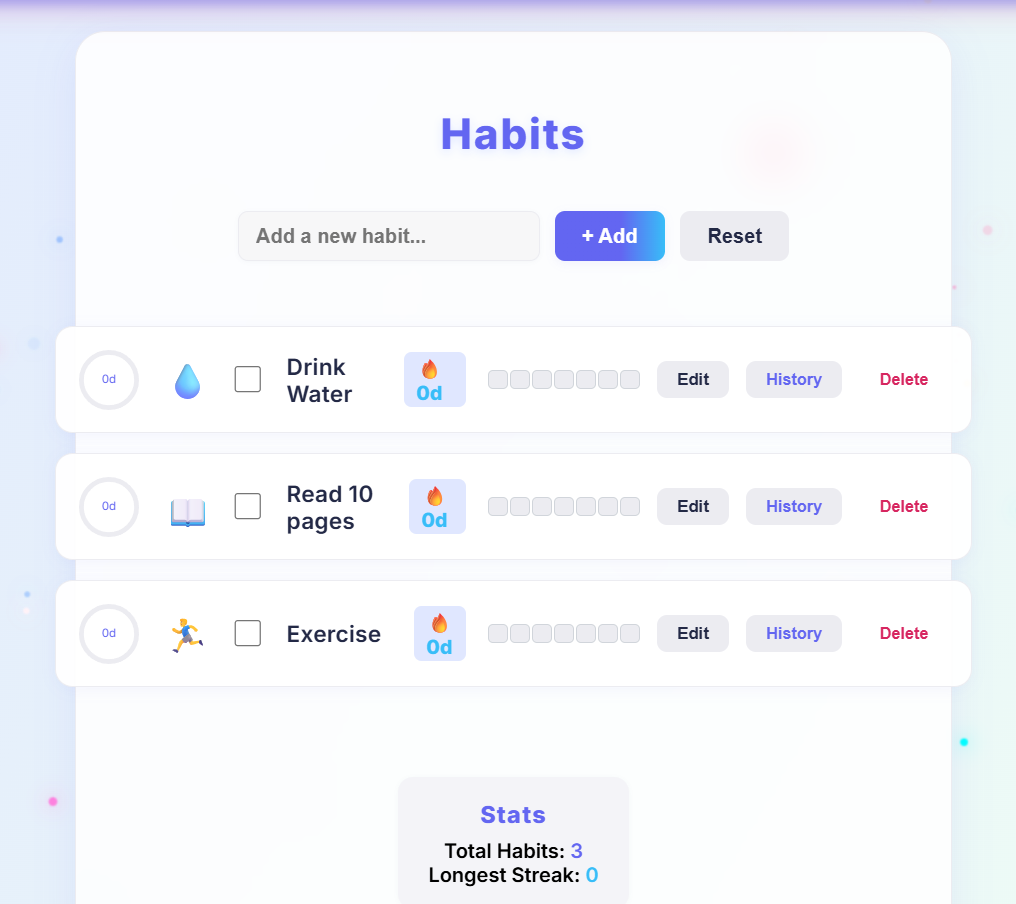 Habits
Add a new habit...
+ Add
Reset
0d
Drink
Water
0d
Edit
History
Delete
0d
Read 10
pages
0d
Edit
History
Delete
0d
Exercise
0d
Edit
History
Delete
Stats
Total Habits: 3
Longest Streak: 0